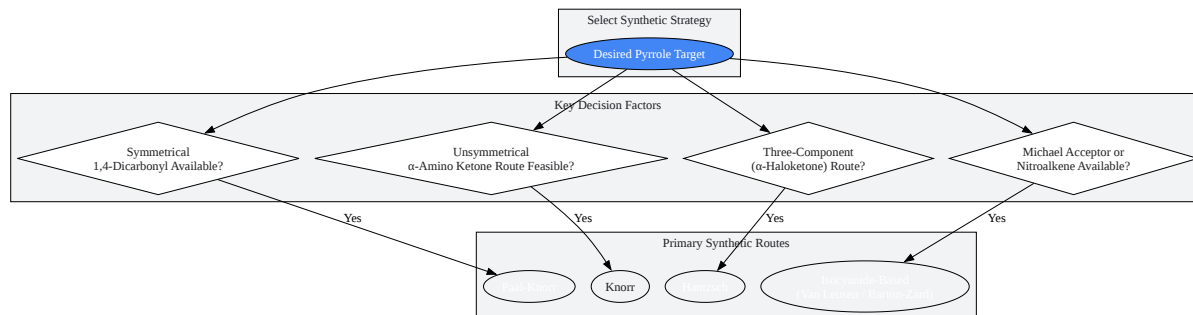 Select Synthetic Strategy
Desired Pyrrole Target
Key Decision Factors
Symmetrical
1,4-Dicarbonyl Available?
Unsymmetrical
α-Amino Ketone Route Feasible?
Three-Component
(α-Haloketone) Route?
Michael Acceptor or
Nitroalkene Available?
Yes
Yes
Yes
Yes
Primary Synthetic Routes
Paal-Knorr
Knorr
Hantzsch
Isocyanide-Based
(Van Leusen / Barton-Zard)